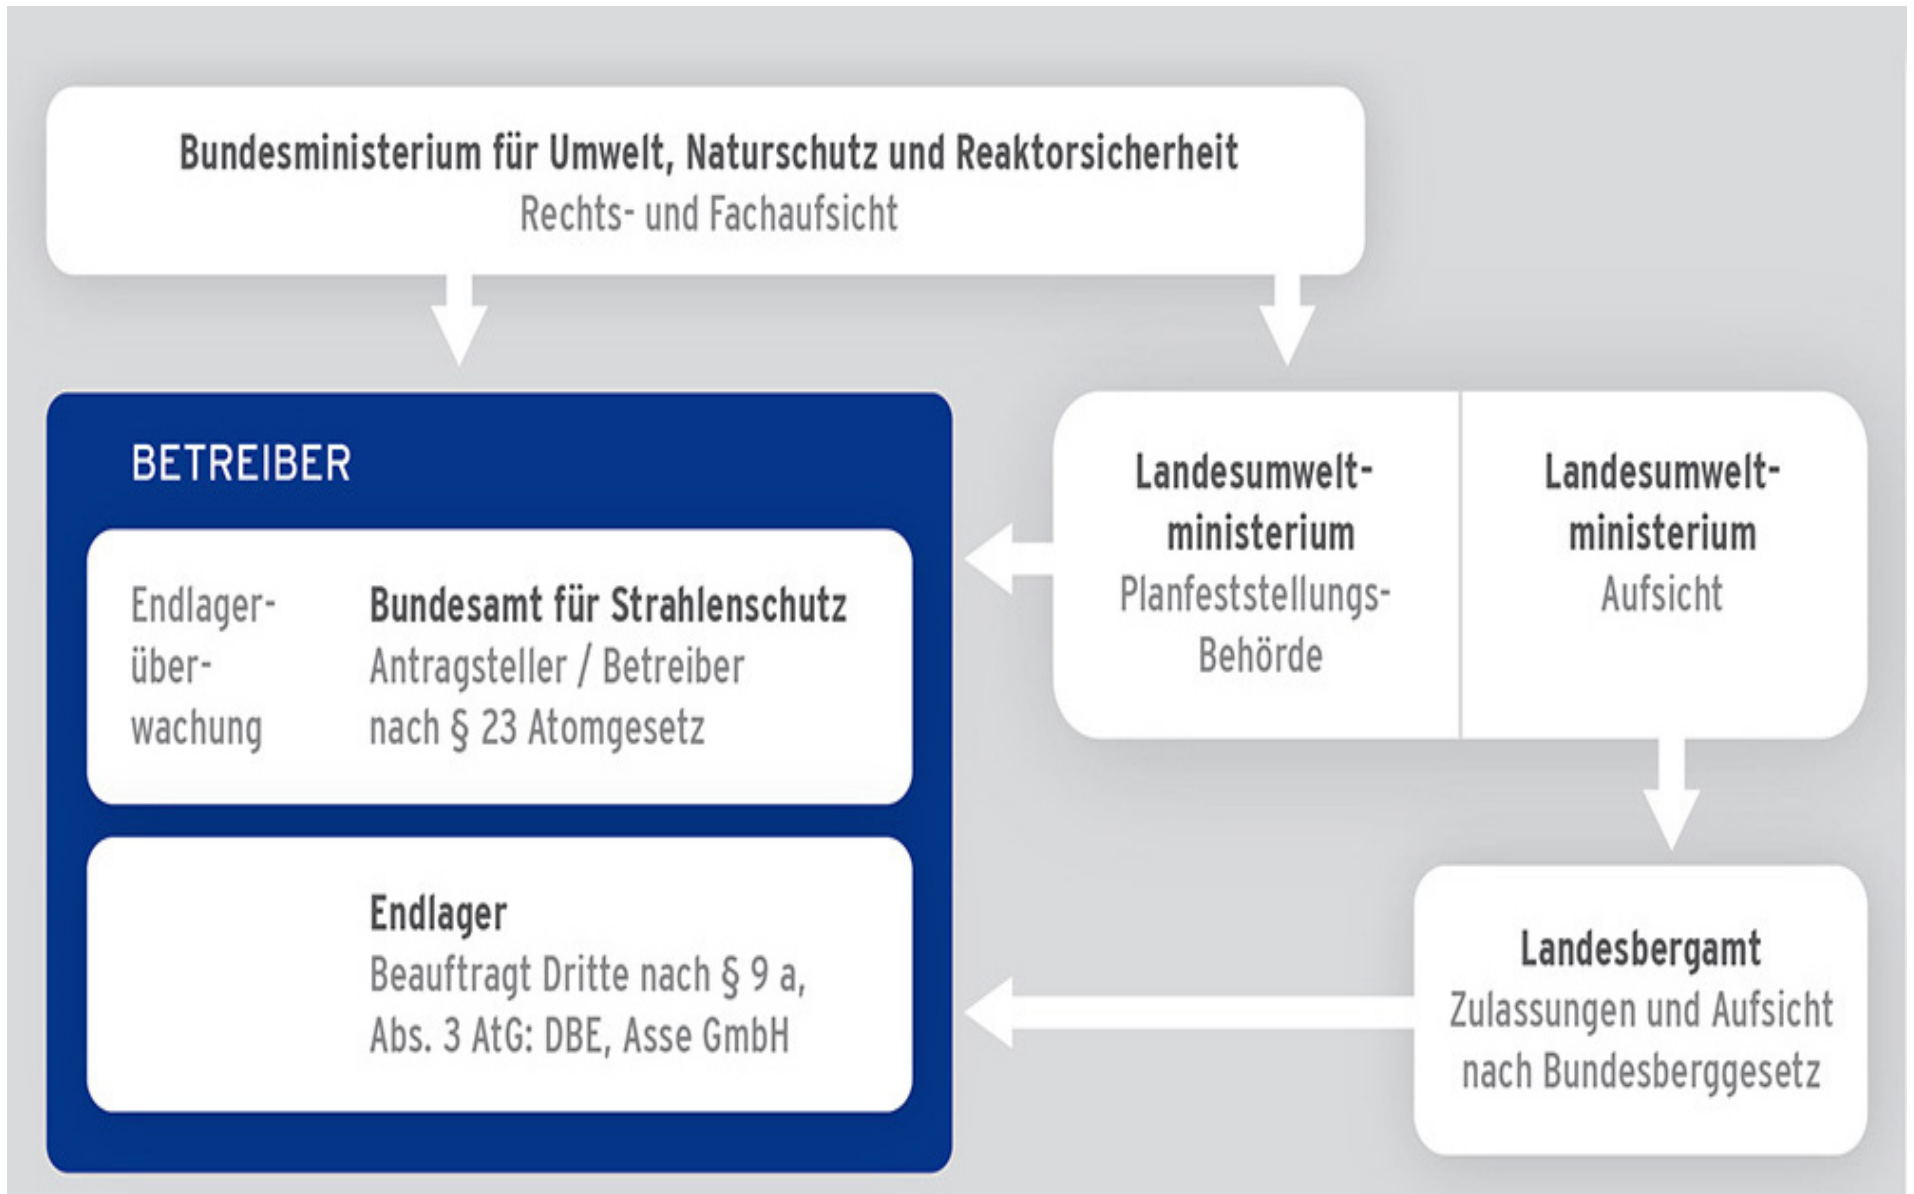 Bundesministerium für Umwelt, Naturschutz und Reaktorsicherheit
Rechts- und Fachaufsicht
BETREIBER
Endlager-
über-
wachung
Bundesamt für Strahlenschutz
Antragsteller / Betreiber
nach § 23 Atomgesetz
Endlager
Beauftragt Dritte nach § 9 a,
Abs. 3 AtG: DBE, Asse GmbH
Landesumwelt-
ministerium
Planfeststellungs-
Behörde
Landesumwelt-
ministerium
Aufsicht
Landesbergamt
Zulassungen und Aufsicht
nach Bundesberggesetz